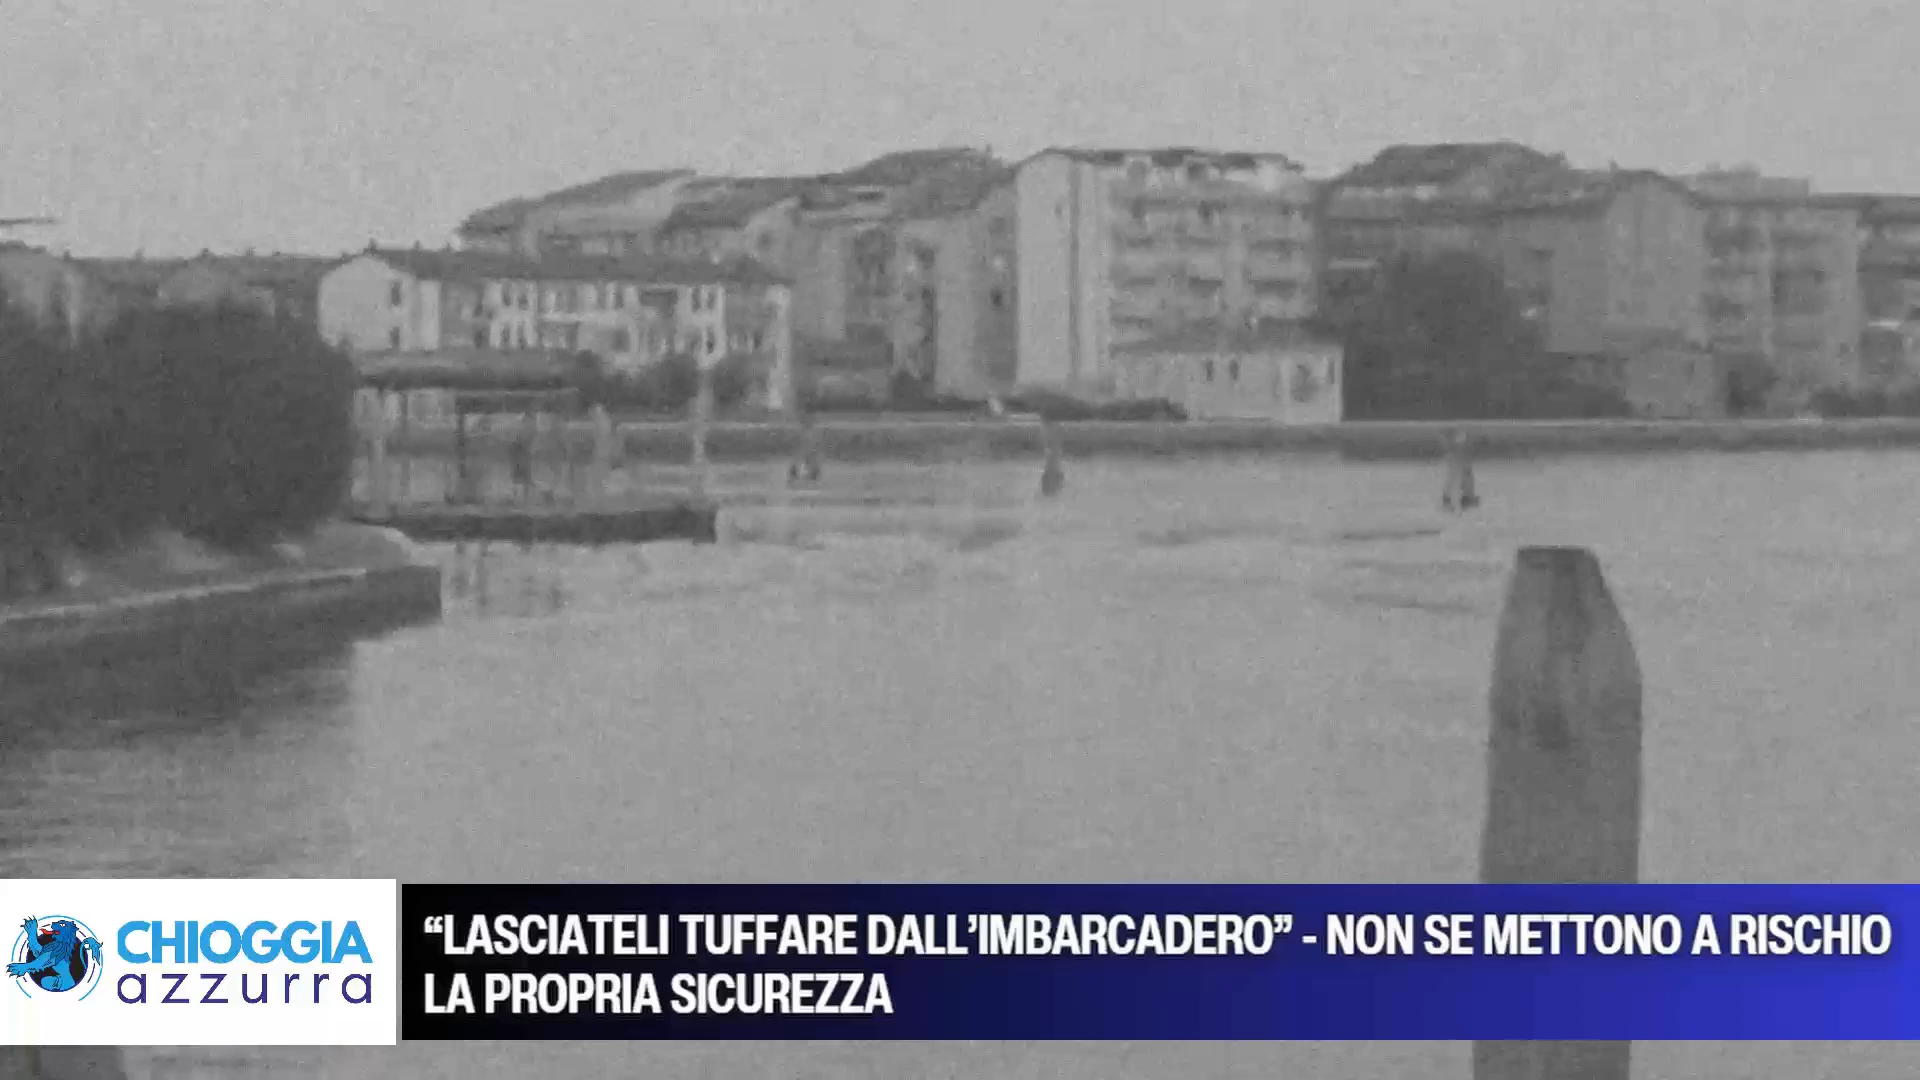 CHIOGGIA
azzurra
“LASCIATELI TUFFARE DALL’IMBARCADERO” - NON SE METTONO A RISCHIO
LA PROPRIA SICUREZZA